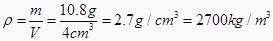 ρ = m/V = 10.8g/4cm³ = 2.7g / cm³ = 2700kg / m³